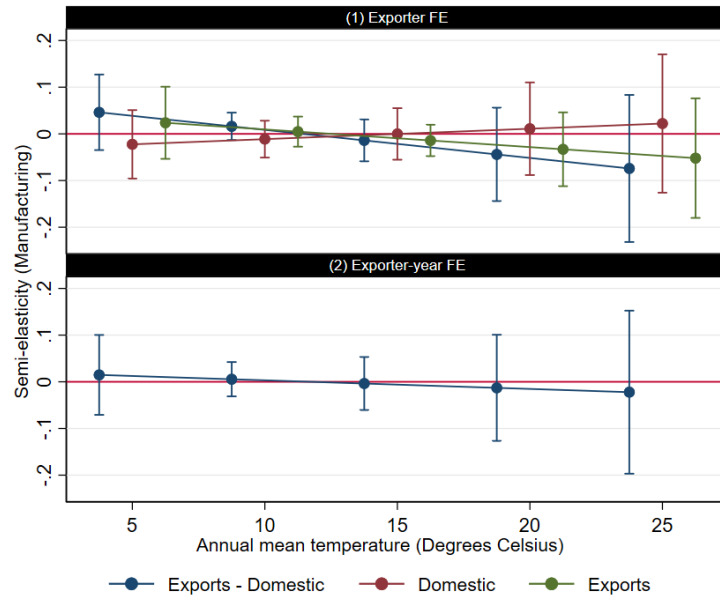 (1) Exporter FE
.2
.1
0
-.1
-.2
(2) Exporter-year FE
.2
.1
0
-.1
-.2
Semi-elasticity (Manufacturing)
5 10 15 20 25
Annual mean temperature (Degrees Celsius)
Exports - Domestic Domestic Exports